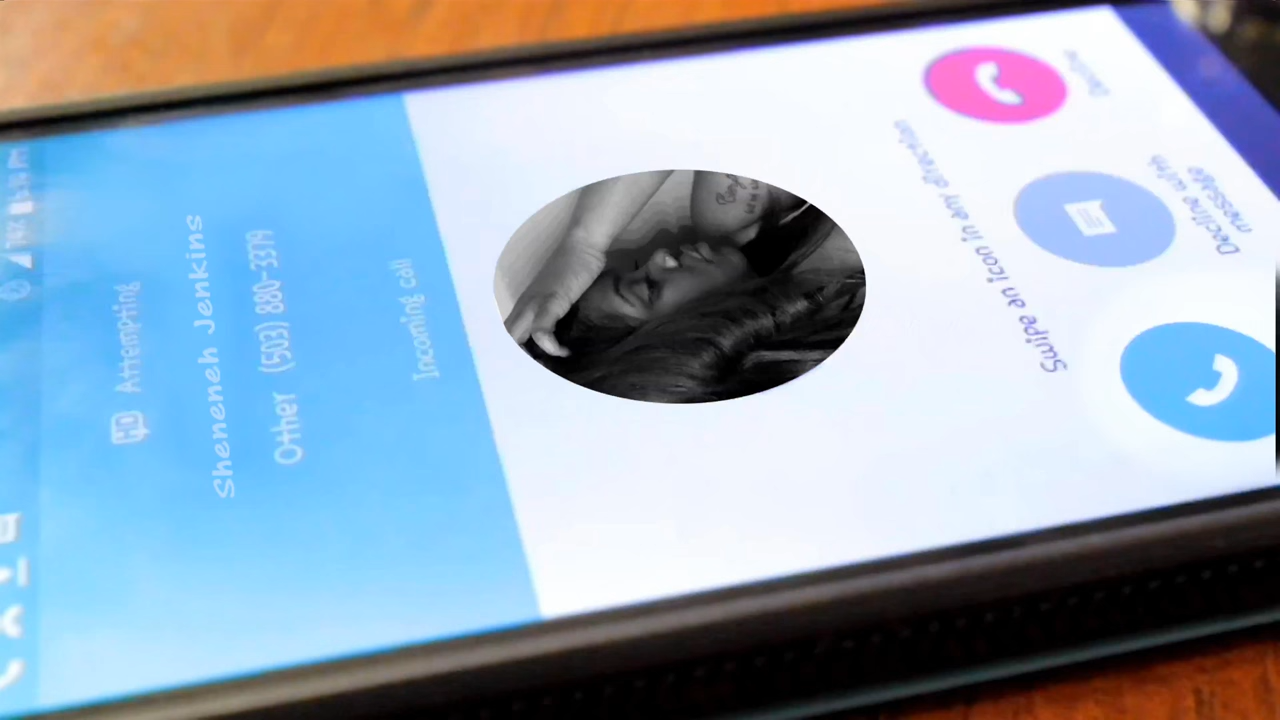 HD Attempting
Sheneneh Jenkins
Other (503) 880-3379
Incoming call
Swipe an icon in any direction
Decline
Decline with
message